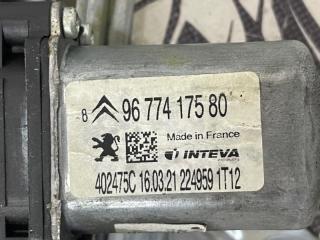 8 96 774 175 80
Made in France
INTEVA
402475C 16.03.21 224959 1T12